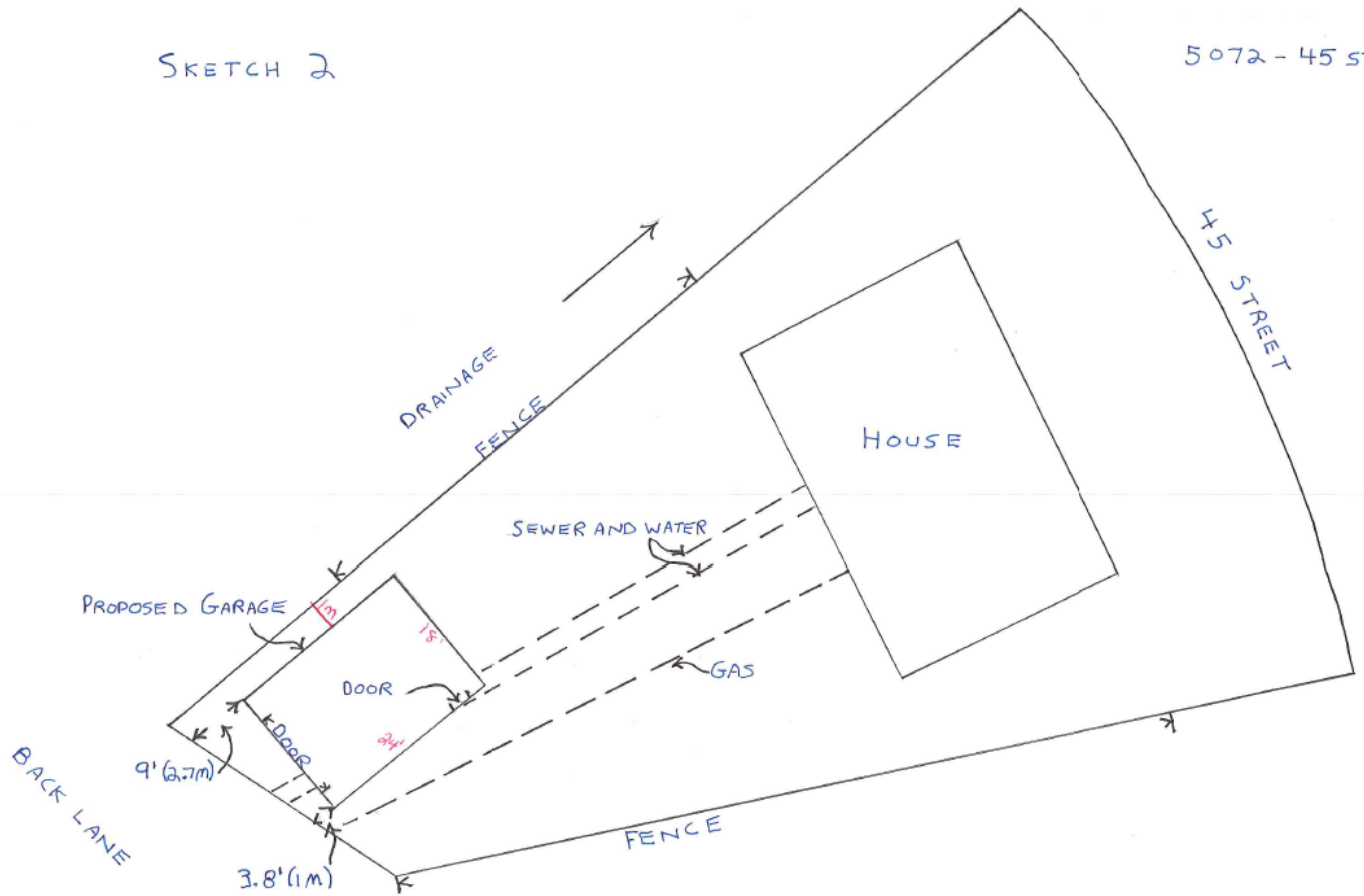 SKETCH 2
5072 - 45 S
45 STREET
DRAINAGE
FENCE
HOUSE
SEWER AND WATER
PROPOSED GARAGE
1m
18'
DOOR
GAS
24'
DOOR
9' (2.7m)
BACK LANE
FENCE
3.8' (1M)